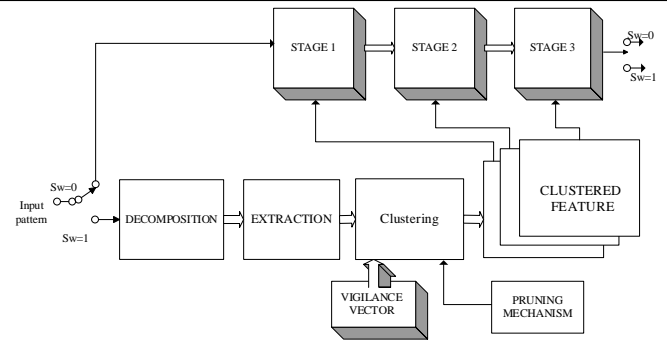 STAGE 1
STAGE 2
STAGE 3
Sw=0
Sw=1
Sw=0
Input
pattern
Sw=1
DECOMPOSITION
EXTRACTION
Clustering
CLUSTERED
FEATURE
VIGILANCE
VECTOR
PRUNING
MECHANISM